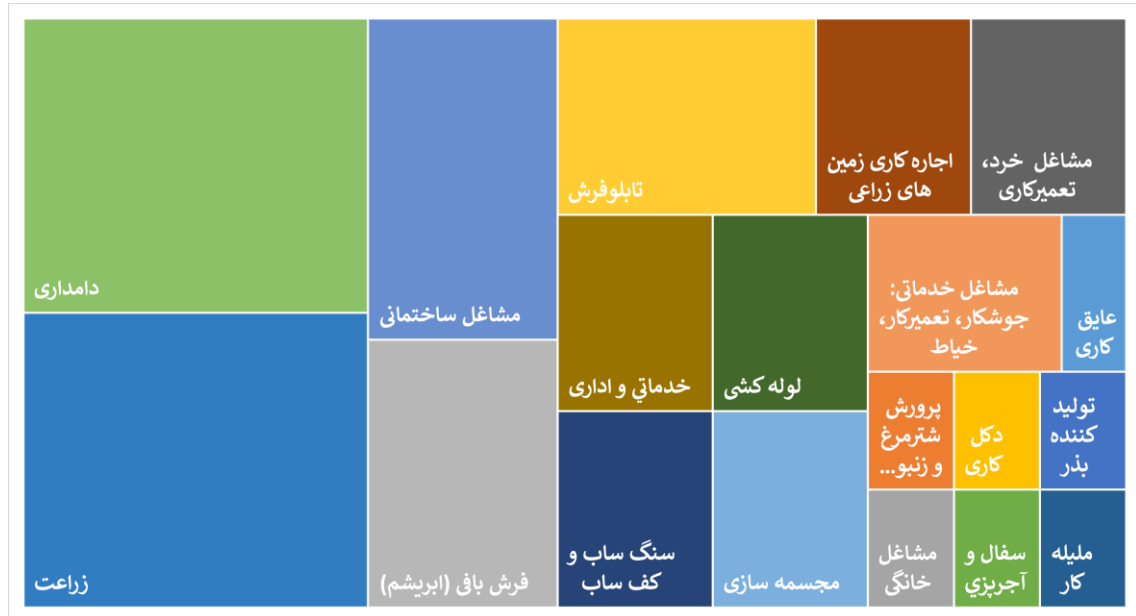 دامداری
زراعت
مشاغل ساختمانی
فرش بافی (ابریشم)
تابلوفرش
اجاره کاری زمین
های زراعی
مشاغل خرد،
تعمیرکاری
خدماتي و اداری
لوله کشی
مشاغل خدماتی:
جوشکار، تعمیرکار،
خیاط
عایق
کاری
سنگ ساب و
کف ساب
مجسمه سازی
پرورش
شترمرغ
و زنبو...
دکل
کاری
تولید
کننده
بذر
مشاغل
خانگی
سفال و
آجرپزي
ملیله
کار